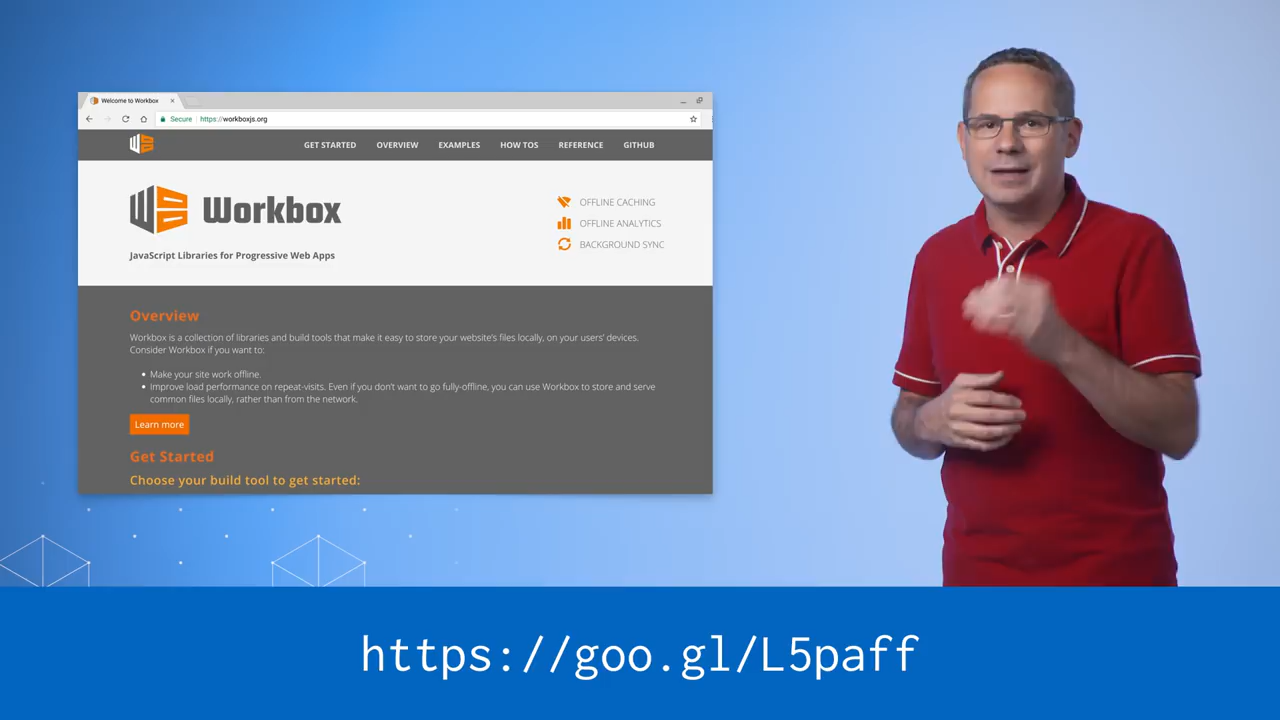 Welcome to Workbox
Secure https://workboxjs.org
GET STARTED OVERVIEW EXAMPLES HOW TOS REFERENCE GITHUB
Workbox
JavaScript Libraries for Progressive Web Apps
OFFLINE CACHING
OFFLINE ANALYTICS
BACKGROUND SYNC
Overview
Workbox is a collection of libraries and build tools that make it easy to store your website's files locally, on your users' devices.
Consider Workbox if you want to:
Make your site work offline.
Improve load performance on repeat-visits. Even if you don't want to go fully-offline, you can use Workbox to store and serve
common files locally, rather than from the network.
Learn more
Get Started
Choose your build tool to get started:
https://goo.gl/L5paff